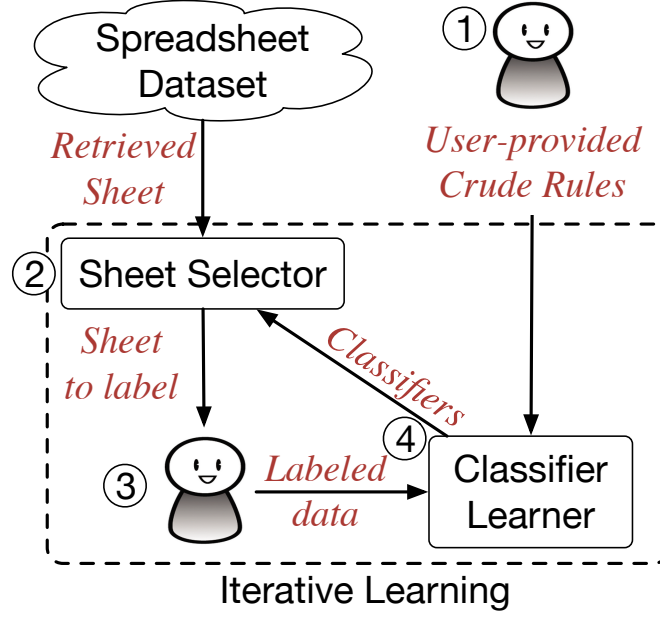 Spreadsheet
Dataset
①
Retrieved
Sheet
User-provided
Crude Rules
②
Sheet Selector
Sheet
to label
Classifiers
③
Labeled
data
④
Classifier
Learner
Iterative Learning